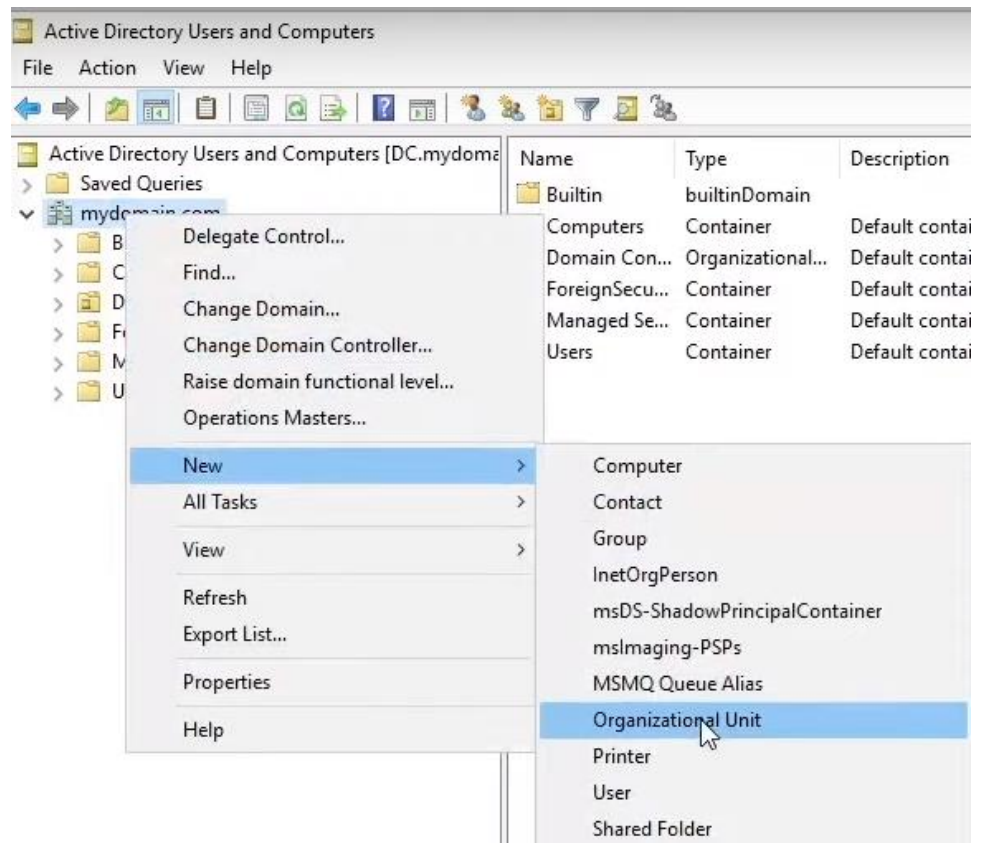 Active Directory Users and Computers
File Action View Help
Active Directory Users and Computers [DC.mydoma
Saved Queries
mydomain.com
B
C
D
F
M
U
Name Type Description
Builtin builtinDomain
Computers Container Default contai
Domain Con... Organizational... Default contai
ForeignSecu... Container Default contai
Managed Se... Container Default contai
Users Container Default contai
Delegate Control...
Find...
Change Domain...
Change Domain Controller...
Raise domain functional level...
Operations Masters...
New
All Tasks
View
Refresh
Export List...
Properties
Help
Computer
Contact
Group
InetOrgPerson
msDS-ShadowPrincipalContainer
msImaging-PSPs
MSMQ Queue Alias
Organizational Unit
Printer
User
Shared Folder